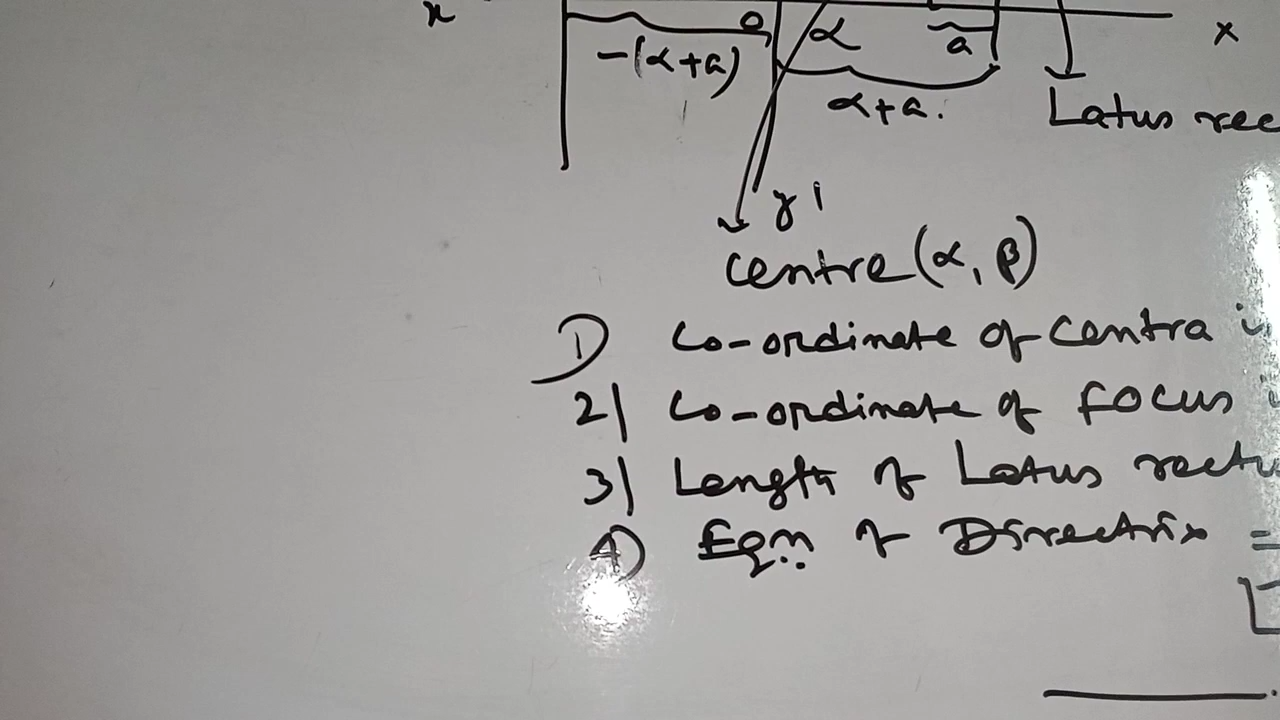 x o α a x
-(α+a)
α+a.
Latus rec
y'
centre (α, β)
1) Co-ordinate of Centra i
2) Co-ordinate of focus
3) Length of Latus rectu
4) Eqn. of Directrix =